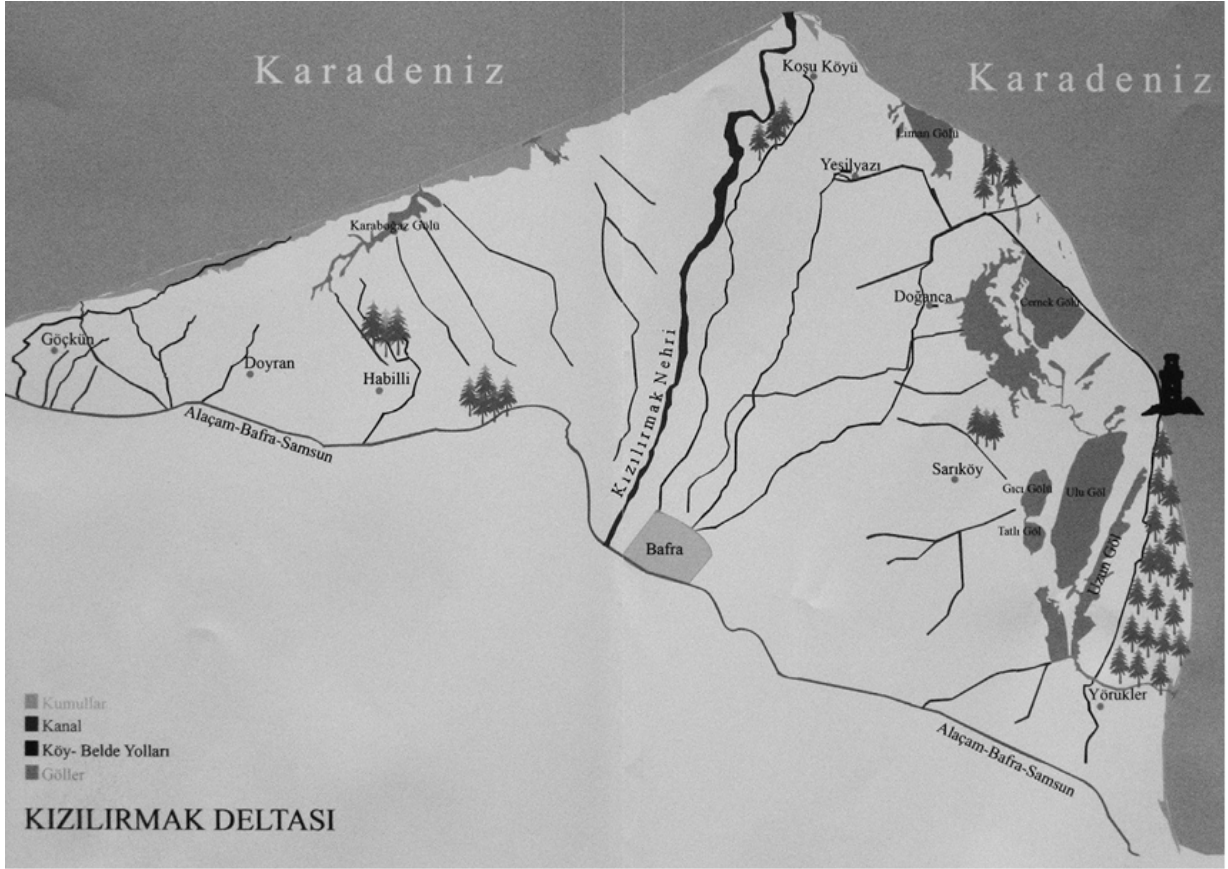 Karadeniz
Karadeniz
Koşu Köyü
Liman Gölü
Yeşilyazı
Karaboğaz Gölü
Doğanca
Cernek Gölü
Göçkün
Doyran
Habilli
Kızılırmak Nehri
Alaçam-Bafra-Samsun
Sarıköy
Gıcı Gölü
Ulu Göl
Tatlı Göl
Uzun Göl
Bafra
Yörükler
Alaçam-Bafra-Samsun
Kumullar
Kanal
Köy- Belde Yolları
Göller
KIZILIRMAK DELTASI